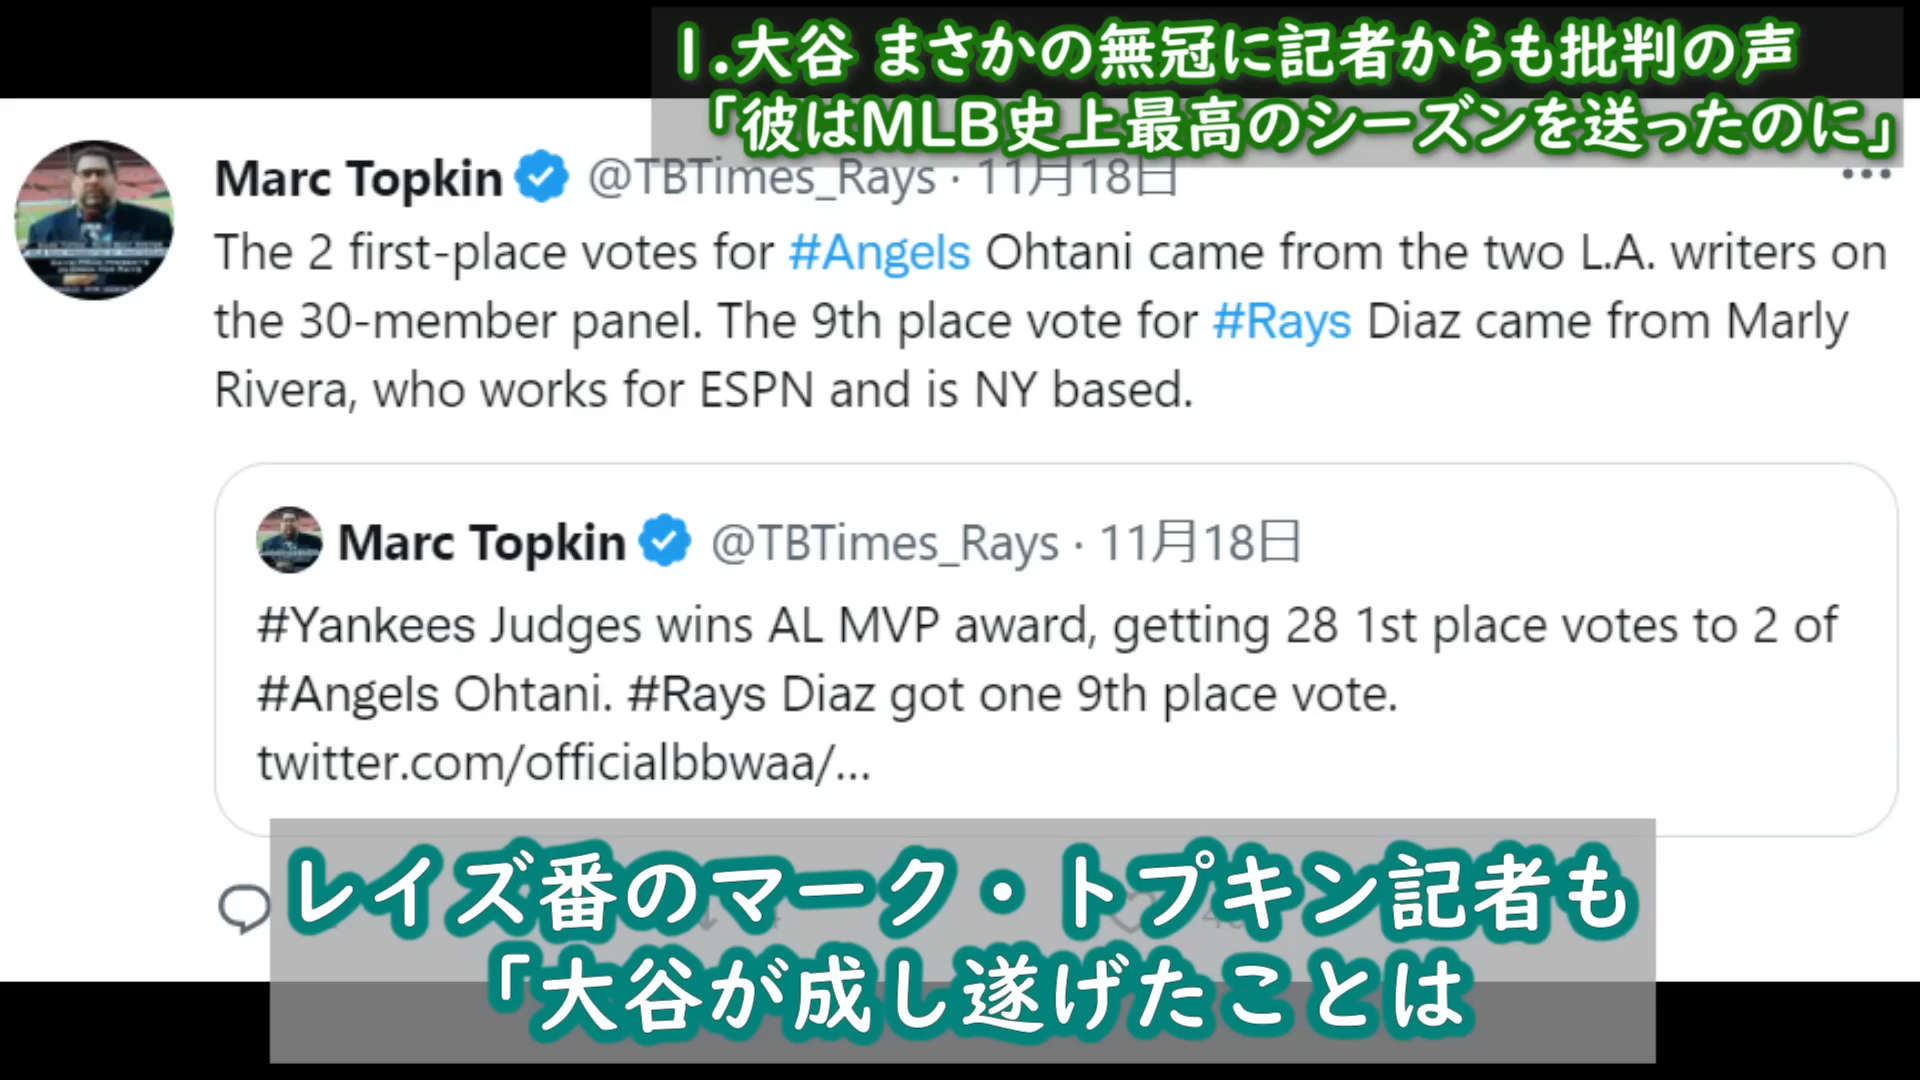 1.大谷 まさかの無冠に記者からも批判の声
「彼はMLB史上最高のシーズンを送ったのに」
Marc Topkin @TBTimes_Rays · 11月18日
The 2 first-place votes for #Angels Ohtani came from the two L.A. writers on
the 30-member panel. The 9th place vote for #Rays Diaz came from Marly
Rivera, who works for ESPN and is NY based.
Marc Topkin @TBTimes_Rays · 11月18日
#Yankees Judges wins AL MVP award, getting 28 1st place votes to 2 of
#Angels Ohtani. #Rays Diaz got one 9th place vote.
twitter.com/officialbbwaa/...
レイズ番のマーク・トプキン記者も
「大谷が成し遂げたことは